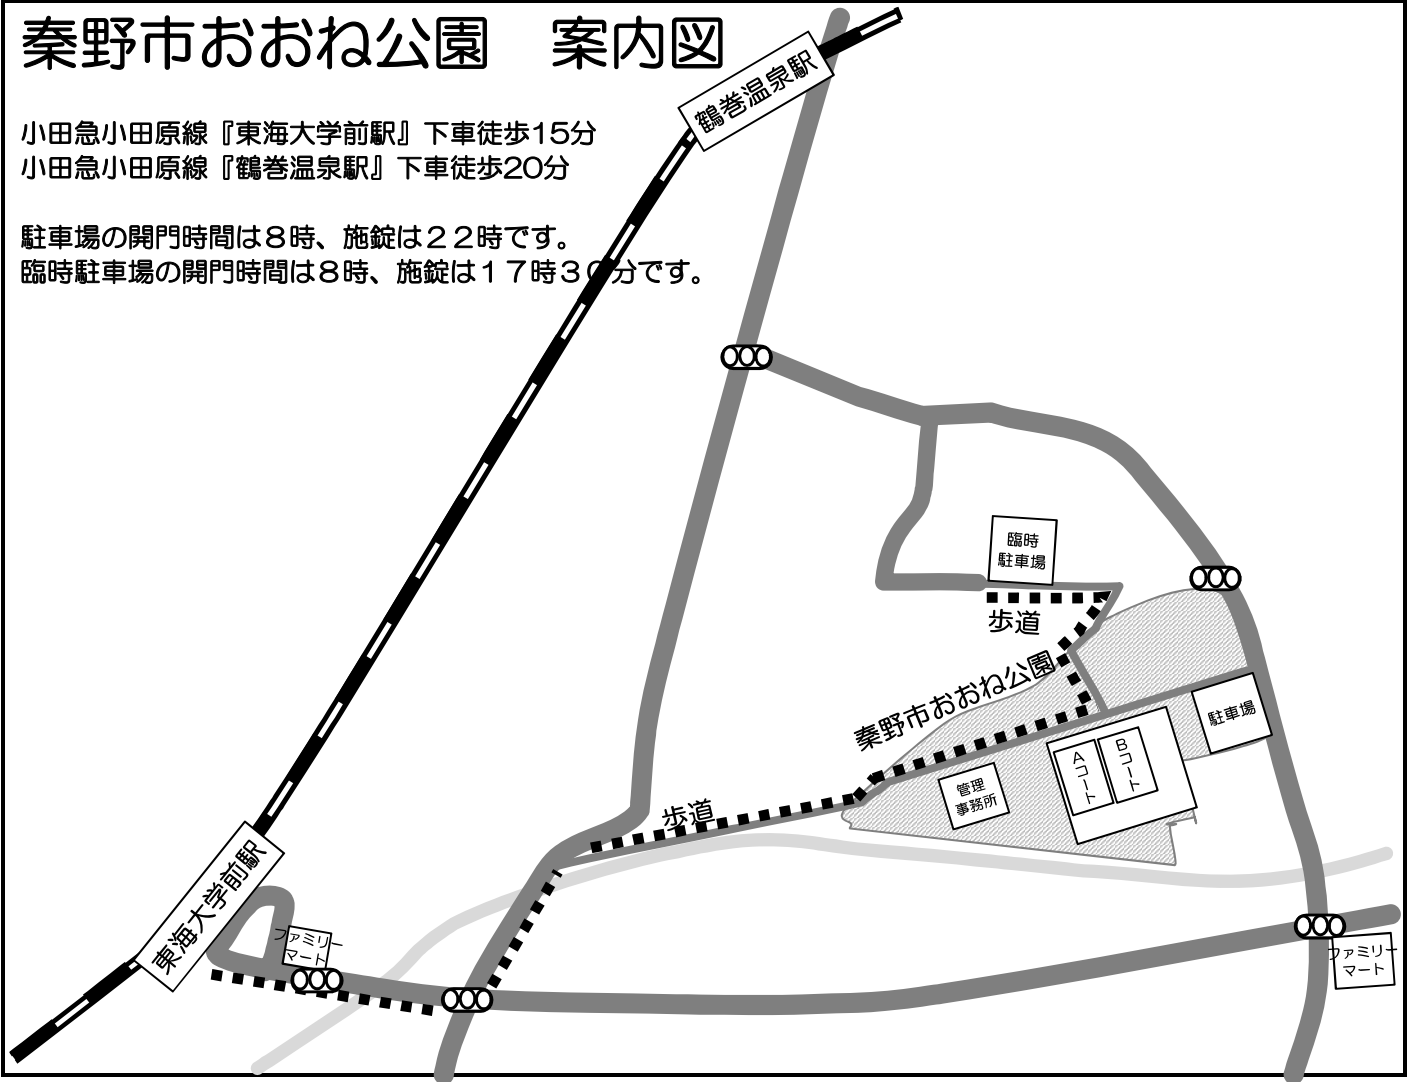 秦野市おおね公園　案内図
鶴巻温泉駅
小田急小田原線『東海大学前駅』下車徒歩15分
小田急小田原線『鶴巻温泉駅』下車徒歩20分
駐車場の開門時間は８時、施錠は２２時です。
臨時駐車場の開門時間は８時、施錠は１７時３０分です。
臨時
駐車場
歩道
秦野市おおね公園
駐車場
Aコート
Bコート
管理
事務所
歩道
東海大学前駅
ファミリー
マート
ファミリー
マート